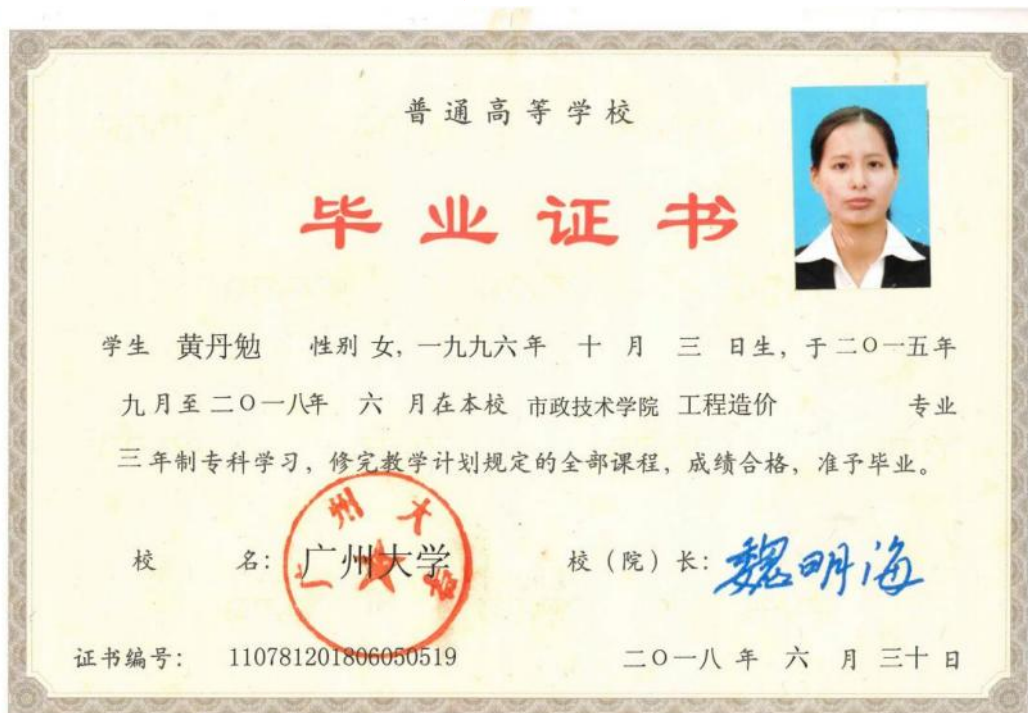 普通高等学校
毕业证书
学生 黄丹勉 性别 女, 一九九六年 十 月 三 日生, 于二〇一五年
九月至二〇一八年 六 月在本校 市政技术学院 工程造价 专业
三年制专科学习, 修完教学计划规定的全部课程, 成绩合格, 准予毕业。
校 名: 广州大学 校(院)长: 魏明海
广州大学
证书编号: 110781201806050519 二〇一八 年 六 月 三十 日